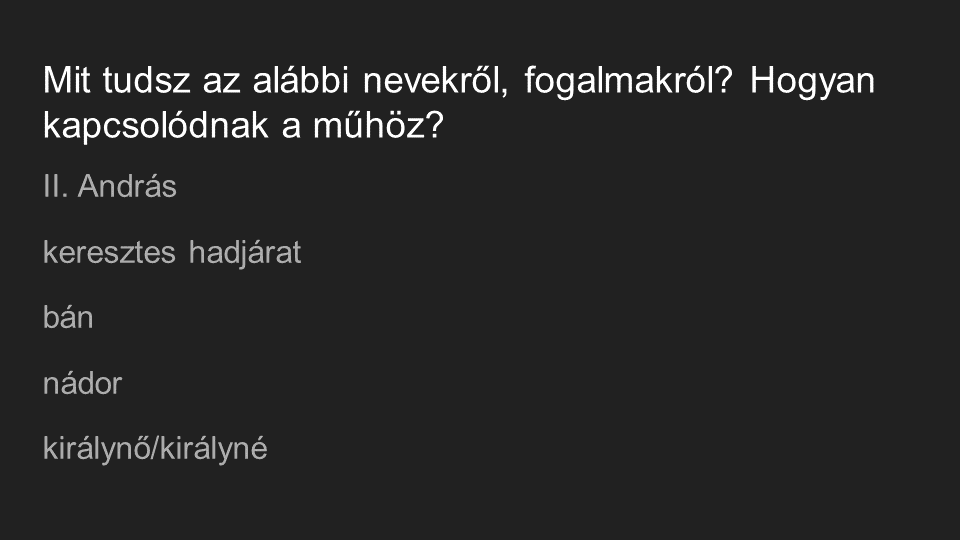 Mit tudsz az alábbi nevekről, fogalmakról? Hogyan
kapcsolódnak a műhöz?
II. András
keresztes hadjárat
bán
nádor
királynő/királyné